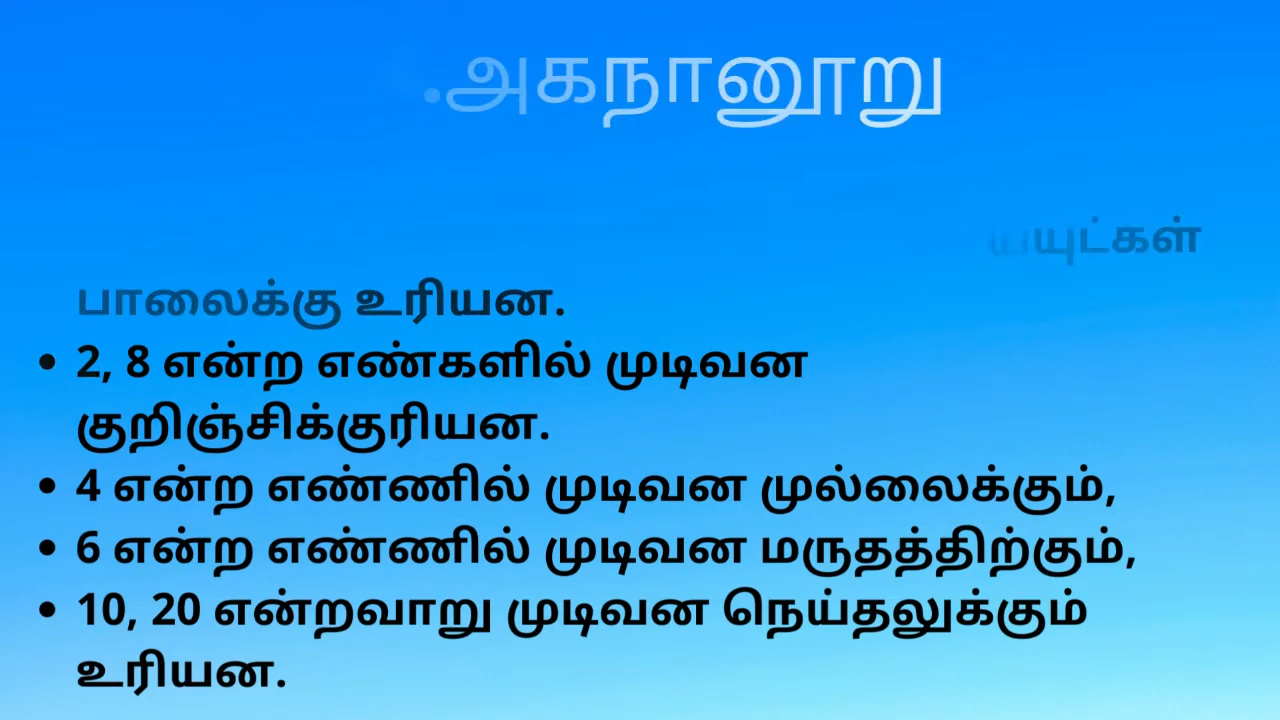 அகநானூறு
பாலைக்கு உரியன.
• 2, 8 என்ற எண்களில் முடிவன
குறிஞ்சிக்குரியன.
• 4 என்ற எண்ணில் முடிவன முல்லைக்கும்,
• 6 என்ற எண்ணில் முடிவன மருதத்திற்கும்,
• 10, 20 என்றவாறு முடிவன நெய்தலுக்கும்
உரியன.